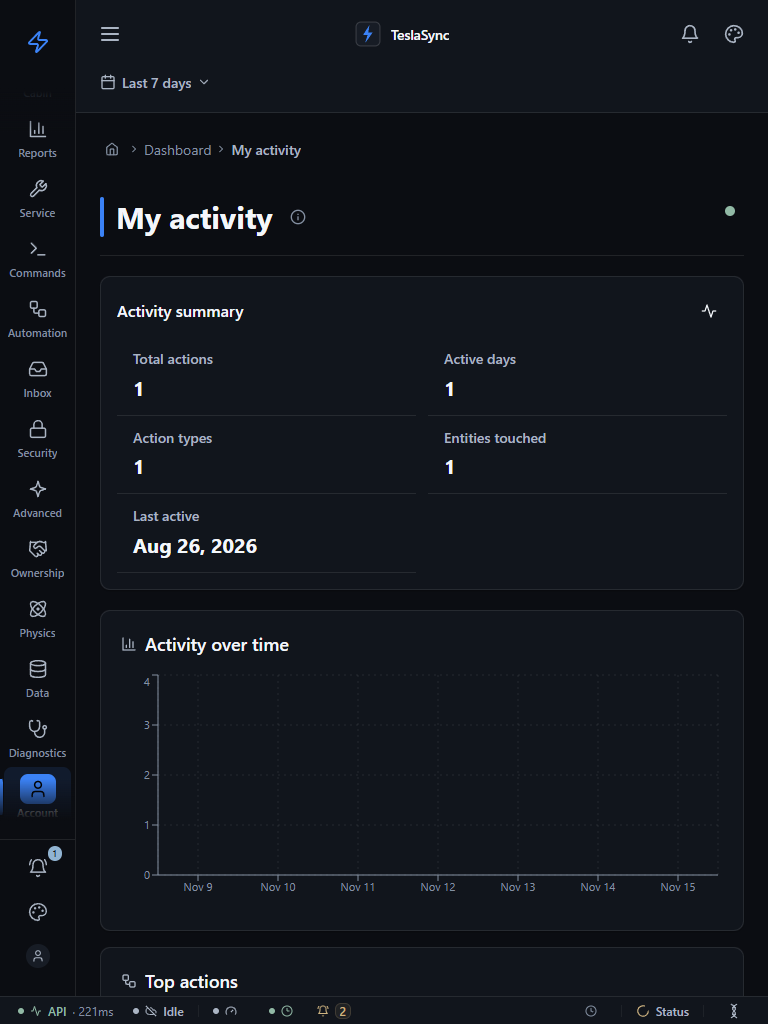 TeslaSync
Last 7 days
Dashboard
My activity
My activity
Reports
Service
Commands
Automation
Inbox
Security
Advanced
Ownership
Physics
Data
Diagnostics
Account
1
Activity summary
Total actions
1
Active days
1
Action types
1
Entities touched
1
Last active
Aug 26, 2026
Activity over time
4
3
2
1
0
Nov 9 Nov 10 Nov 11 Nov 12 Nov 13 Nov 14 Nov 15
Top actions
API · 221ms
Idle
2
Status